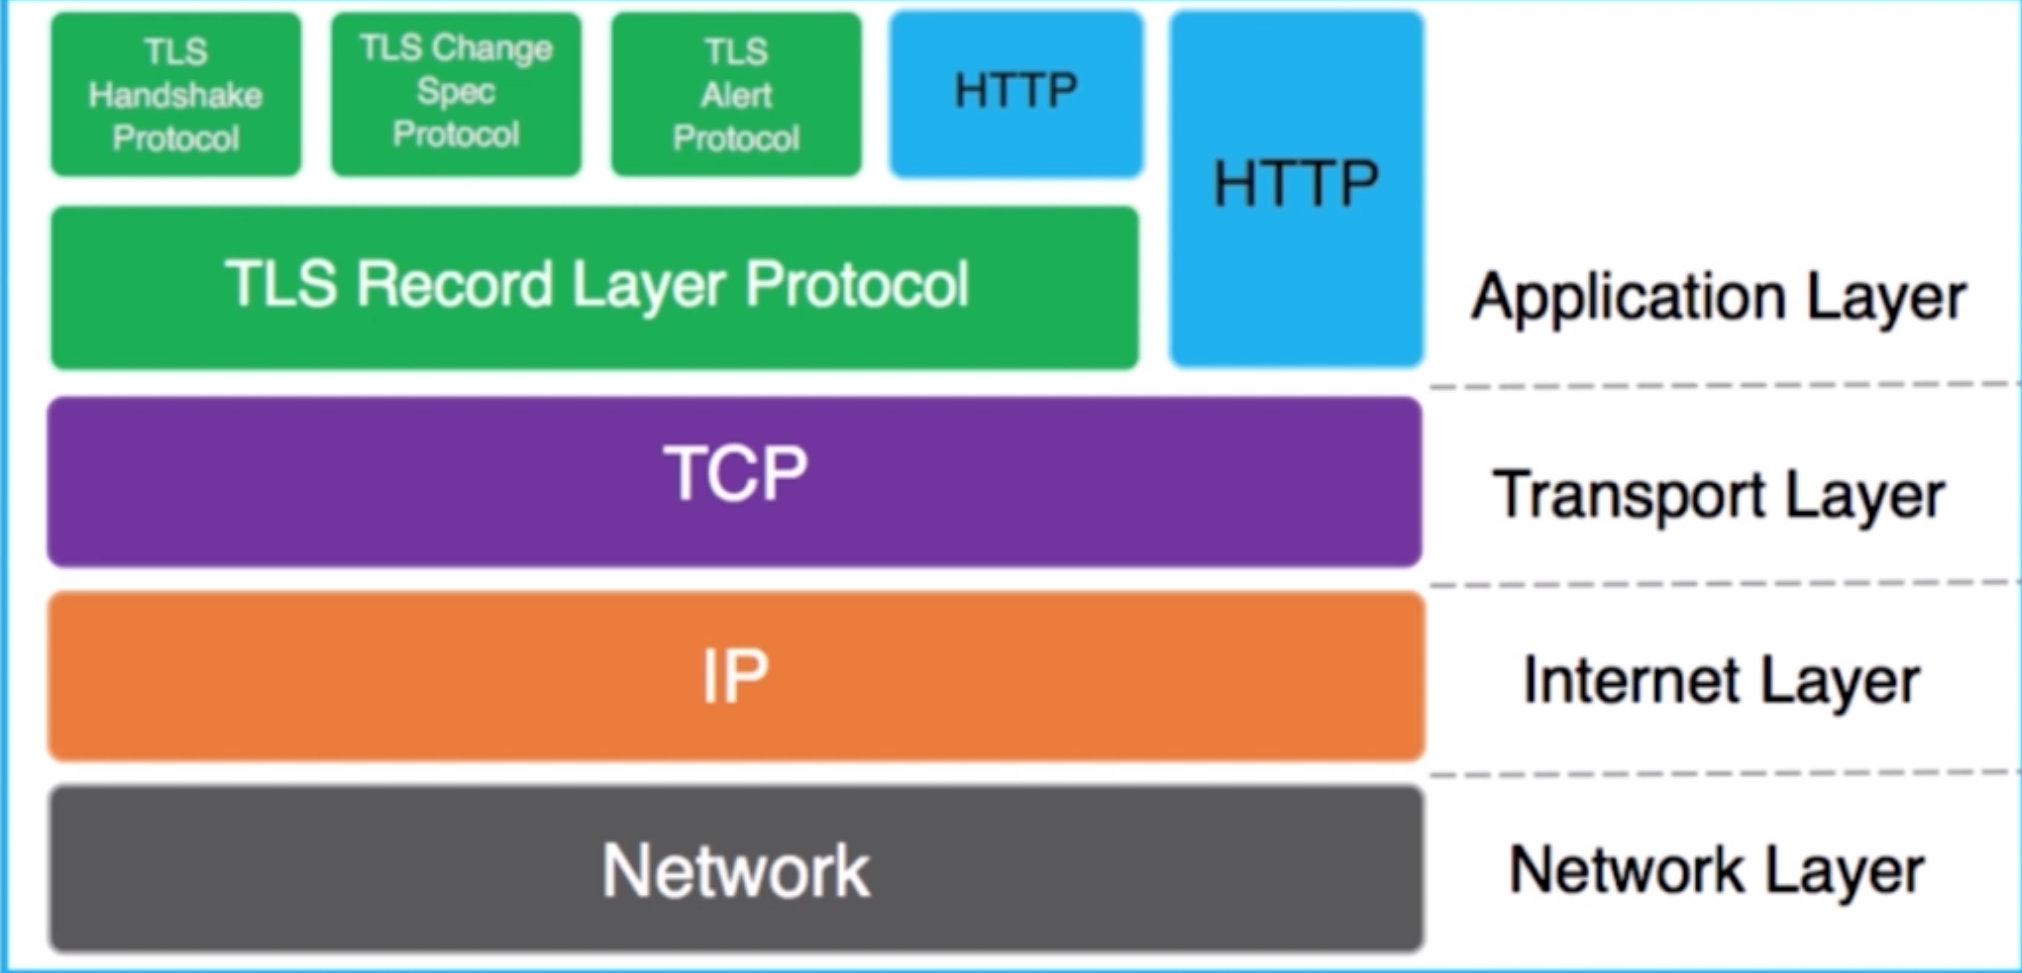 TLS
Handshake
Protocol
TLS Change
Spec
Protocol
TLS
Alert
Protocol
HTTP
HTTP
TLS Record Layer Protocol
Application Layer
TCP
Transport Layer
IP
Internet Layer
Network
Network Layer